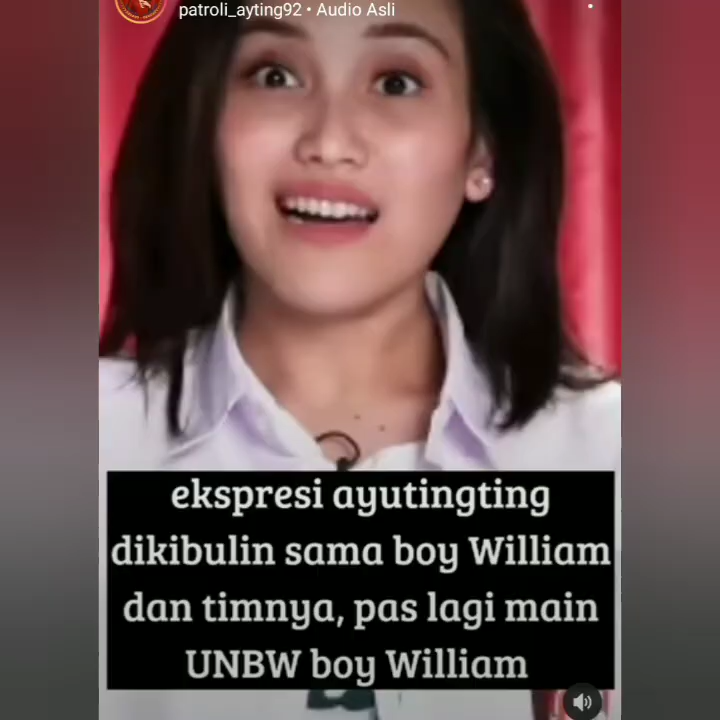 patroli_ayting92 • Audio Asli
ekspresi ayutingting
dikibulin sama boy William
dan timnya, pas lagi main
UNBW boy William